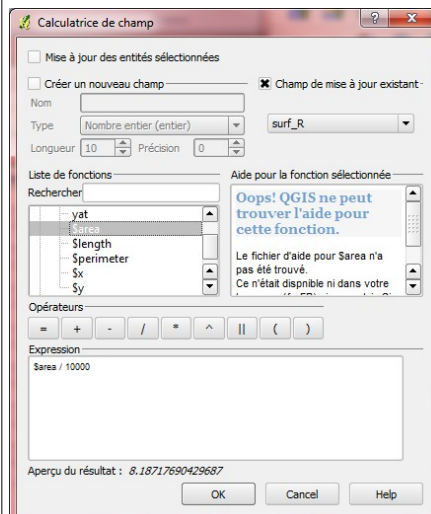 Calculatrice de champ
Mise à jour des entités sélectionnées
Créer un nouveau champ
Champ de mise à jour existant
Nom
Type Nombre entier (entier)
surf_R
Longueur 10 Précision 0
Liste de fonctions
Rechercher
yat
$area
$length
$perimeter
$x
$y
Aide pour la fonction sélectionnée
Oops! QGIS ne peut
trouver l'aide pour
cette fonction.
Le fichier d'aide pour $area n'a
pas été trouvé.
Ce n'était dispnible ni dans votre
Opérateurs
= + - / * ^ || ( )
Expression
$area / 10000
Aperçu du résultat : 8.18717690429687
OK Cancel Help